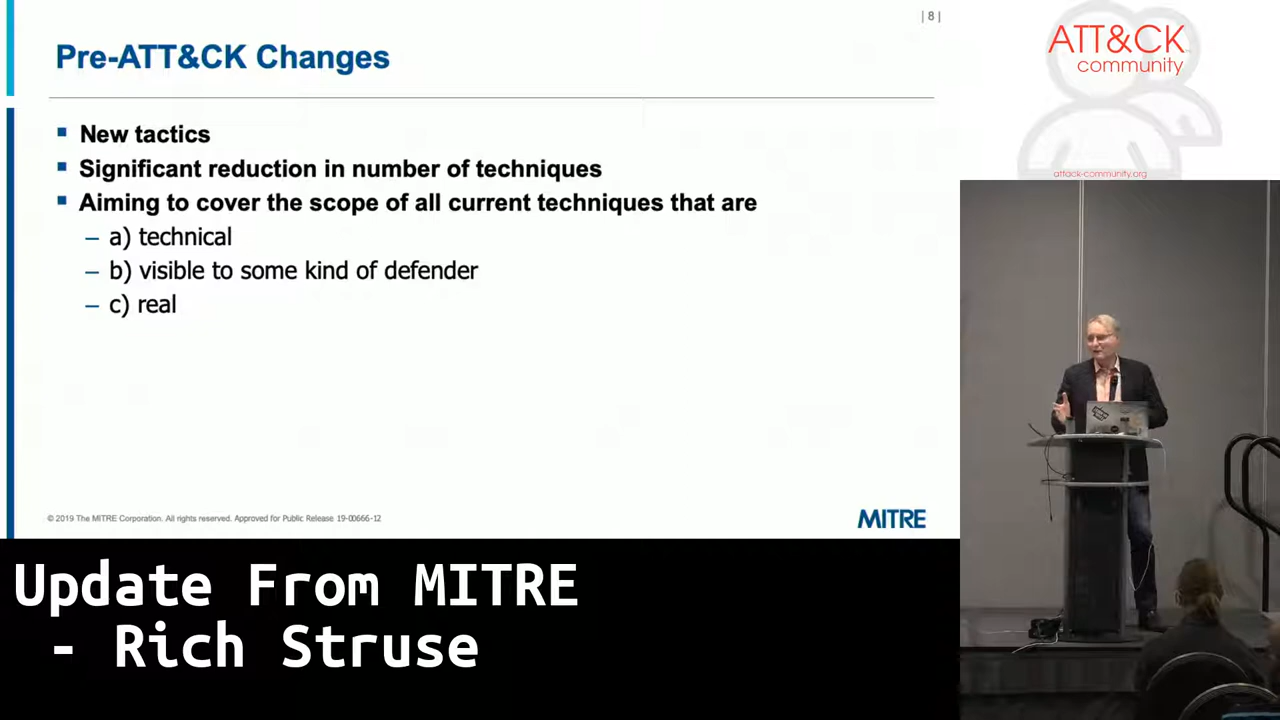 | 8 |
Pre-ATT&CK Changes
New tactics
Significant reduction in number of techniques
Aiming to cover the scope of all current techniques that are
– a) technical
– b) visible to some kind of defender
– c) real
© 2019 The MITRE Corporation. All rights reserved. Approved for Public Release 19-00666-12
MITRE
ATT&CK
community
attack-community.org
Update From MITRE
- Rich Struse